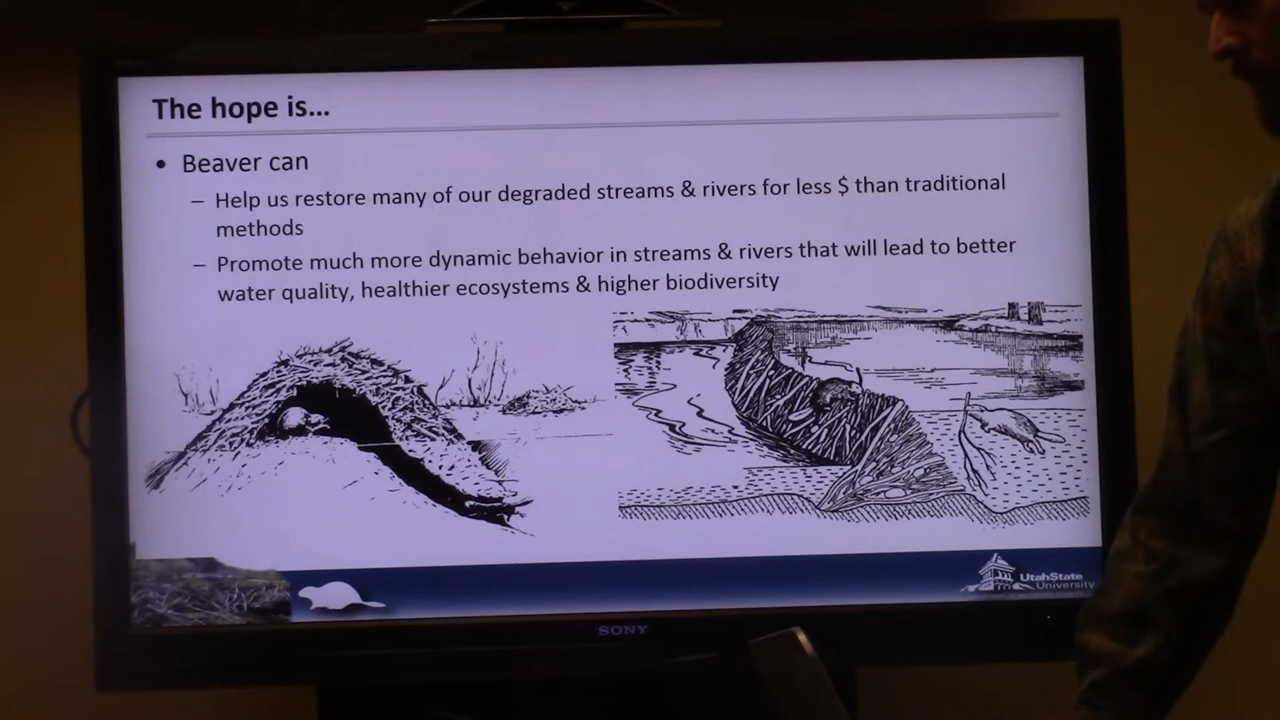 The hope is...
• Beaver can
– Help us restore many of our degraded streams & rivers for less $ than traditional
methods
– Promote much more dynamic behavior in streams & rivers that will lead to better
water quality, healthier ecosystems & higher biodiversity
UtahState
University
SONY